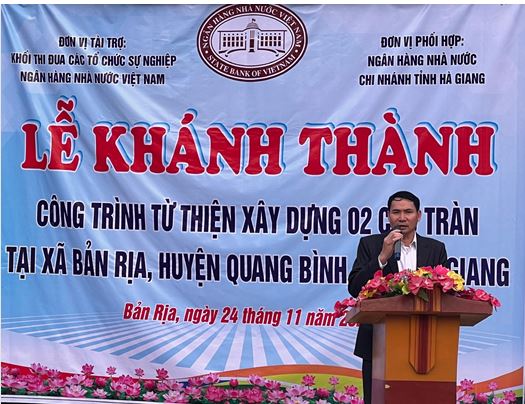 ĐƠN VỊ TÀI TRỢ:
KHỐI THI ĐUA CÁC TỔ CHỨC SỰ NGHIỆP
NGÂN HÀNG NHÀ NƯỚC VIỆT NAM
NGÂN HÀNG NHÀ NƯỚC VIỆT NAM
STATE BANK OF VIETNAM
ĐƠN VỊ PHỐI HỢP:
NGÂN HÀNG NHÀ NƯỚC
CHI NHÁNH TỈNH HÀ GIANG
LỄ KHÁNH THÀNH
CÔNG TRÌNH TỪ THIỆN XÂY DỰNG 02 TRÀN
TẠI XÃ BẢN RỊA, HUYỆN QUANG BÌNH, GIANG
Bản Rịa, ngày 24 tháng 11 năm